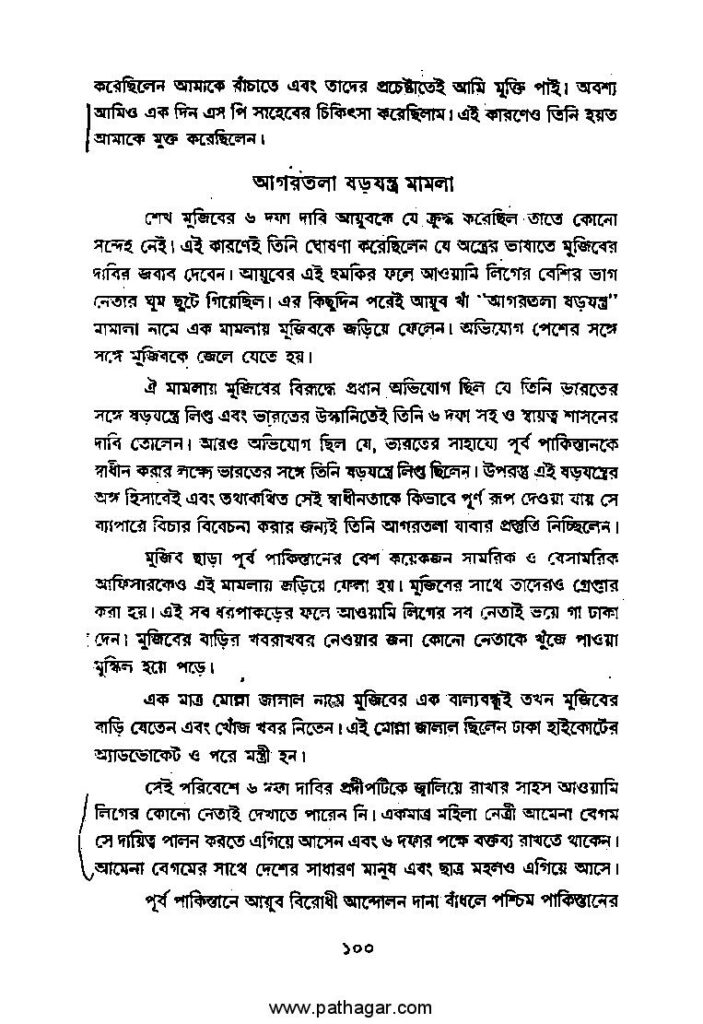 করেছিলেন আমাকে বাঁচাতে এবং তাদের প্রচেষ্টাতেই আমি মুক্তি পাই। অবশ্য
আমিও এক দিন এস পি সাহেবের চিকিৎসা করেছিলাম। এই কারণেও তিনি হয়ত
আমাকে মুক্ত করেছিলেন।
আগরতলা ষড়যন্ত্র মামলা
শেখ মুজিবের ৬ দফা দাবি আয়ুবকে যে ক্রুদ্ধ করেছিল তাতে কোনো
সন্দেহ নেই। এই কারণেই তিনি ঘোষণা করেছিলেন যে অস্ত্রের ভাষাতে মুজিবের
দাবির জবাব দেবেন। আয়ুবের এই হুমকির ফলে আওয়ামি লিগের বেশির ভাগ
নেতার ঘুম ছুটে গিয়েছিল। এর কিছুদিন পরেই আয়ুব খাঁ "আগরতলা ষড়যন্ত্র"
মামালা নামে এক মামলায় মুজিবকে জড়িয়ে ফেলেন। অভিযোগ পেশের সঙ্গে
সঙ্গে মুজিবকে জেলে যেতে হয়।
ঐ মামলায় মুজিবের বিরুদ্ধে প্রধান অভিযোগ ছিল যে তিনি ভারতের
সঙ্গে ষড়যন্ত্রে লিপ্ত এবং ভারতের উস্কানিতেই তিনি ৬ দফা সহ ও স্বায়ত্ব শাসনের
দাবি তোলেন। আরও অভিযোগ ছিল যে, ভারতের সাহায্যে পূর্ব পাকিস্তানকে
স্বাধীন করার লক্ষ্যে ভারতের সঙ্গে তিনি ষড়যন্ত্রে লিপ্ত ছিলেন। উপরন্তু এই ষড়যন্ত্রের
অঙ্গ হিসাবেই এবং তথাকথিত সেই স্বাধীনতাকে কিভাবে পূর্ণ রূপ দেওয়া যায় সে
ব্যাপারে বিচার বিবেচনা করার জন্যই তিনি আগরতলা যাবার প্রস্তুতি নিচ্ছিলেন।
মুজিব ছাড়া পূর্ব পাকিস্তানের বেশ কয়েকজন সামরিক ও বেসামরিক
আফিসারকেও এই মামলায় জড়িয়ে ফেলা হয়। মুজিবের সাথে তাদেরও গ্রেপ্তার
করা হয়। এই সব ধরপাকড়ের ফলে আওয়ামি লিগের সব নেতাই ভয়ে গা ঢাকা
দেন। মুজিবের বাড়ির খবরাখবর নেওয়ার জন্য কোনো নেতাকে খুঁজে পাওয়া
মুস্কিল হয়ে পড়ে।
এক মাত্র মোল্লা জালাল নামে মুজিবের এক বাল্যবন্ধুই তখন মুজিবের
বাড়ি যেতেন এবং খোঁজ খবর নিতেন। এই মোল্লা জালাল ছিলেন ঢাকা হাইকোর্টের
অ্যাডভোকেট ও পরে মন্ত্রী হন।
সেই পরিবেশে ৬ দফা দাবির প্রদীপটিকে জ্বালিয়ে রাখার সাহস আওয়ামি
লিগের কোনো নেতাই দেখাতে পারেন নি। একমাত্র মহিলা নেত্রী আমেনা বেগম
সে দায়িত্ব পালন করতে এগিয়ে আসেন এবং ৬ দফার পক্ষে বক্তব্য রাখতে থাকেন।
আমেনা বেগমের সাথে দেশের সাধারণ মানুষ এবং ছাত্র মহলও এগিয়ে আসে।
পূর্ব পাকিস্তানে আয়ুব বিরোধী আন্দোলন দানা বাঁধলে পশ্চিম পাকিস্তানের
১০০
www.pathagar.com